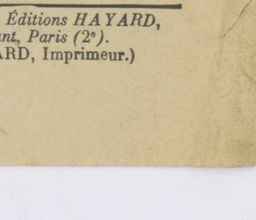 Éditions HAYARD,
ant, Paris (2ᵉ).
ARD, Imprimeur.)